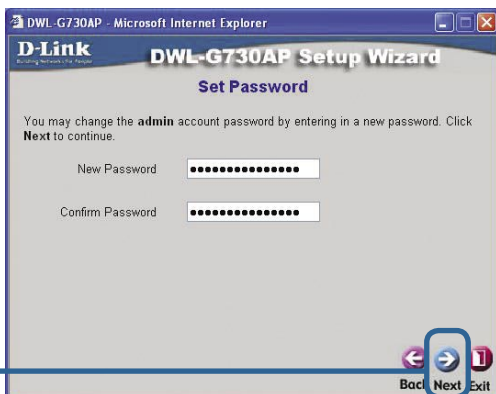 DWL-G730AP - Microsoft Internet Explorer
D-Link
Building Networks for People
DWL-G730AP Setup Wizard
Set Password
You may change the admin account password by entering in a new password. Click
Next to continue.
New Password
Confirm Password
Back Next Exit